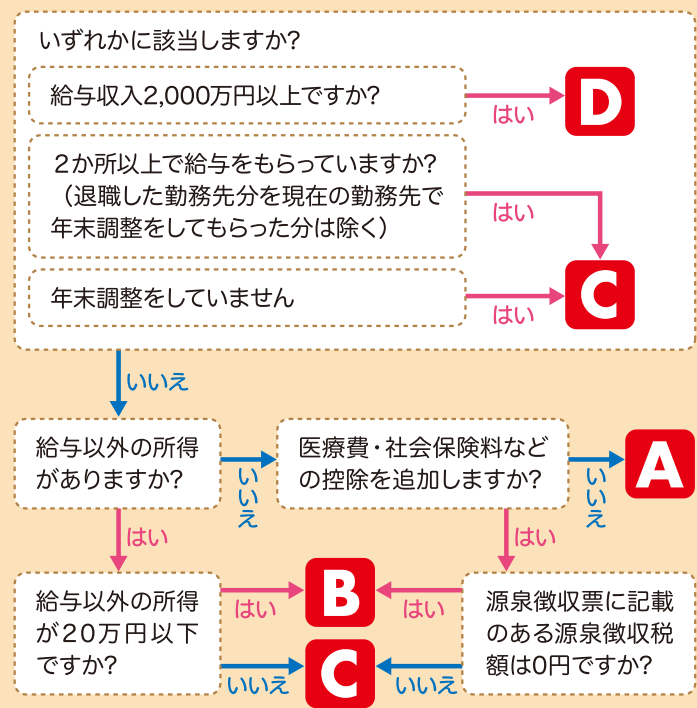 いずれかに該当しますか?
給与収入2,000万円以上ですか?
はい
D
2か所以上で給与をもらっていますか?
(退職した勤務先分を現在の勤務先で
年末調整をしてもらった分は除く)
はい
年末調整をしていません
はい
C
いいえ
給与以外の所得
がありますか?
いいえ
医療費・社会保険料など
の控除を追加しますか?
いいえ
A
はい
はい
給与以外の所得
が20万円以下
ですか?
はい
B
はい
源泉徴収票に記載
のある源泉徴収税
額は0円ですか?
いいえ
C
いいえ